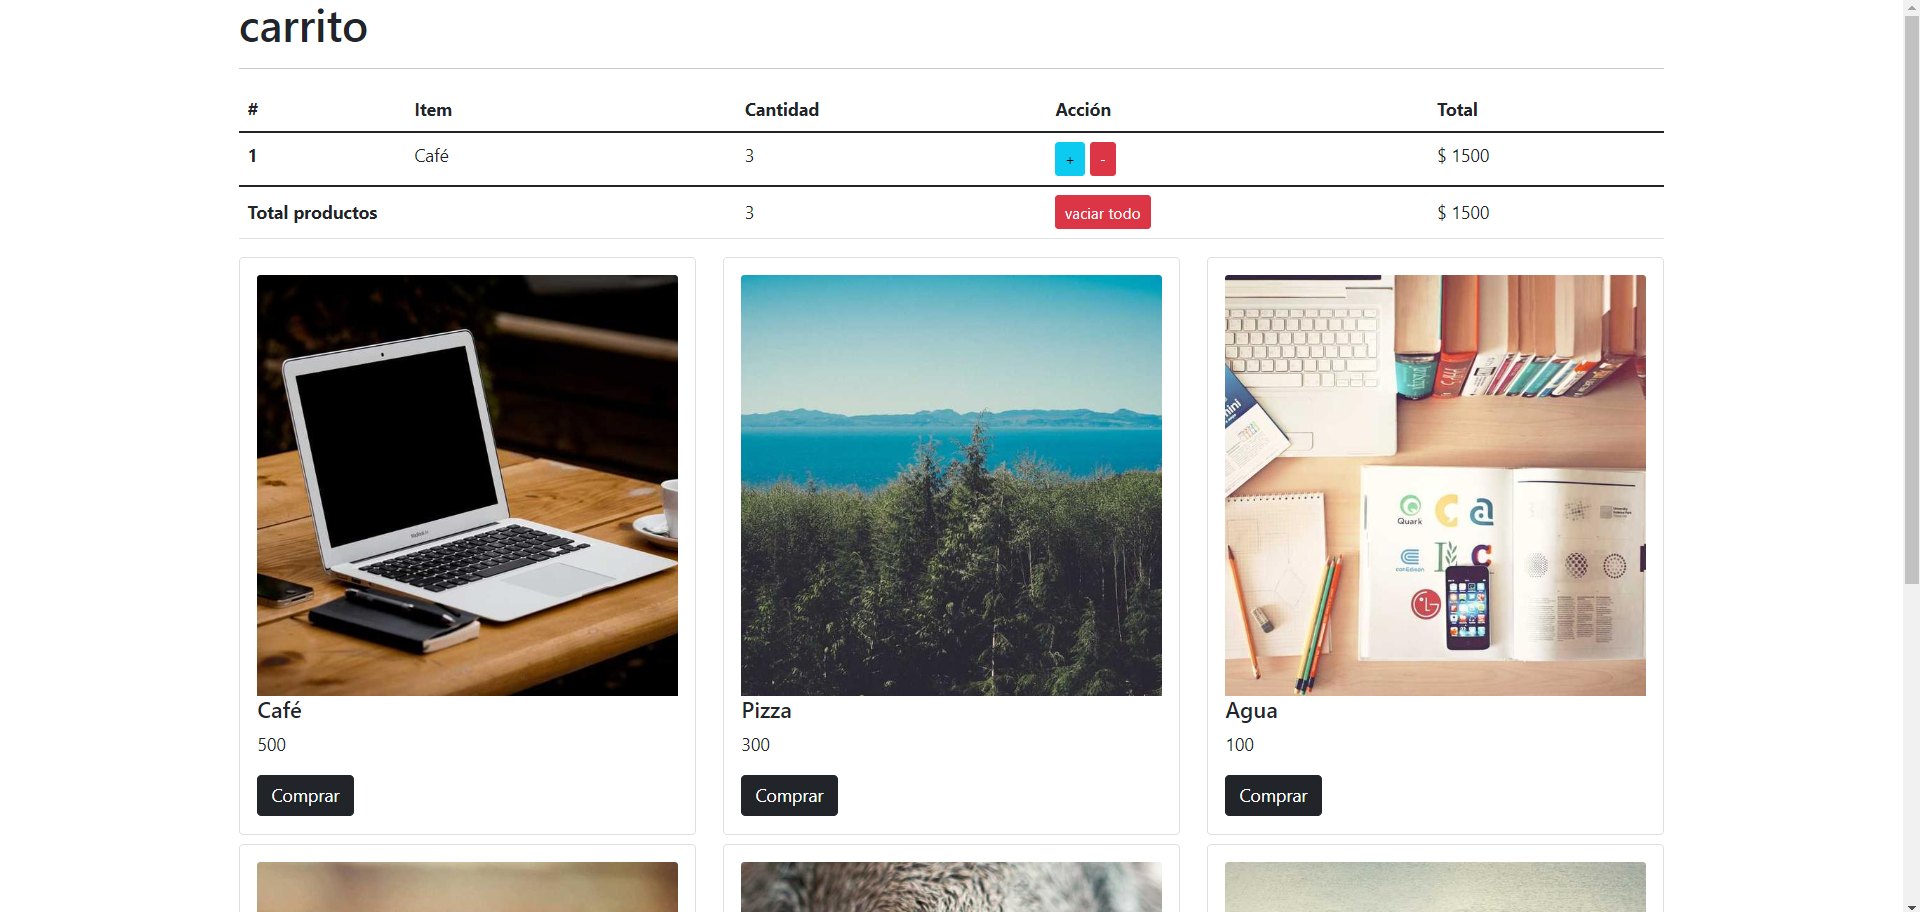 carrito
# Item Cantidad Acción Total
1 Café 3 + - $ 1500
Total productos 3 vaciar todo $ 1500
Quark
Café
500
Comprar
Pizza
300
Comprar
Agua
100
Comprar